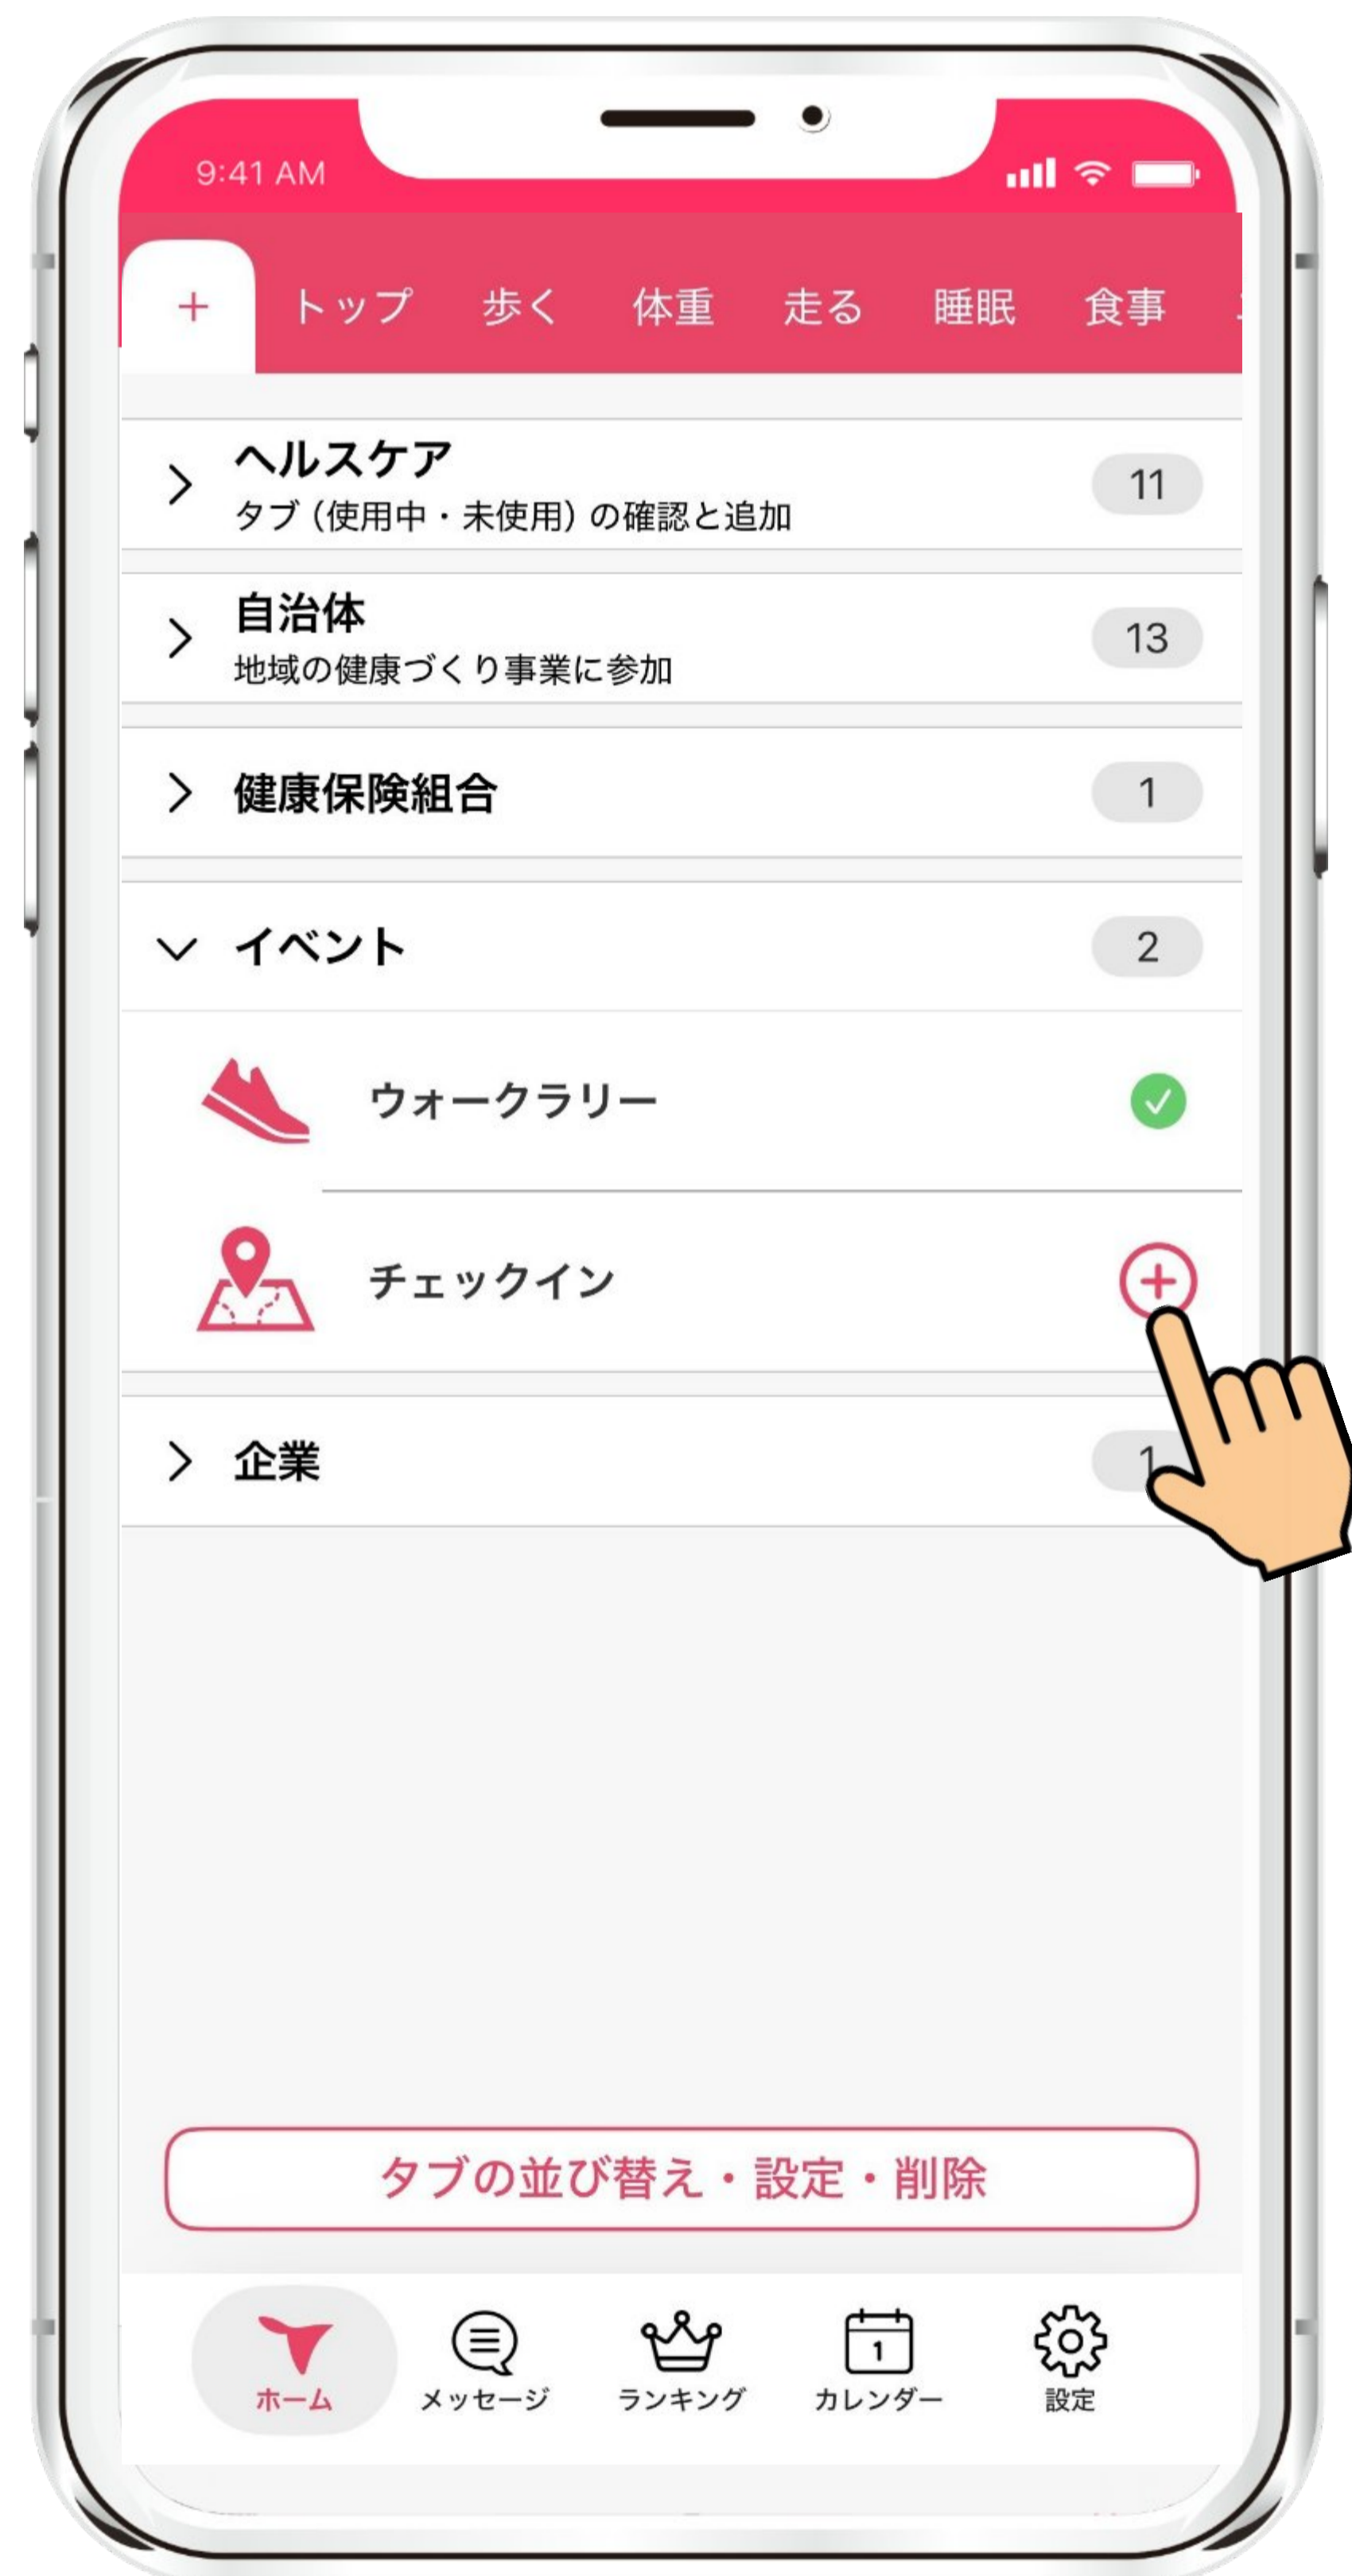 9:41 AM
+ トップ 歩く 体重 走る 睡眠 食事
ヘルスケア
11
タブ (使用中・未使用) の確認と追加
自治体
13
地域の健康づくり事業に参加
健康保険組合
1
イベント
2
ウォークラリー
チェックイン
企業
1
タブの並び替え・設定・削除
1
ホーム メッセージ ランキング カレンダー 設定